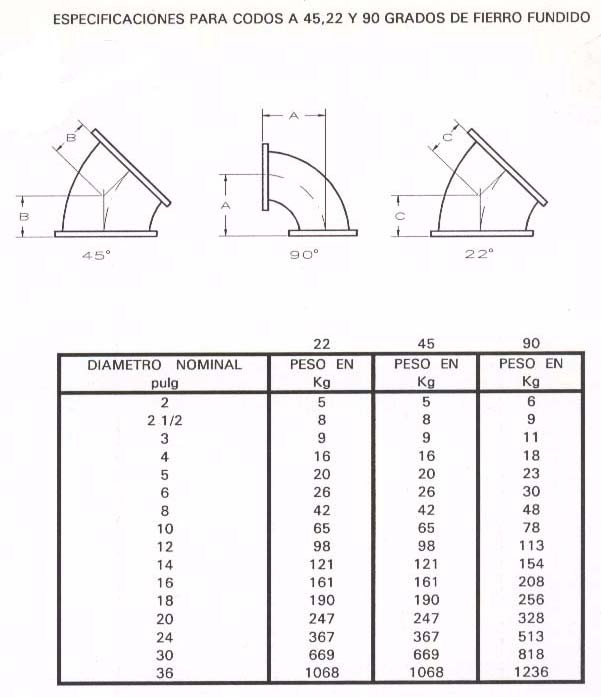 ESPECIFICACIONES PARA CODOS A 45,22 Y 90 GRADOS DE FIERRO FUNDIDO
A
B
C
B
A
C
45°
90°
22°
22 45 90
DIAMETRO NOMINAL PESO EN PESO EN PESO EN
pulg Kg Kg Kg
2 5 5 6
2 1/2 8 8 9
3 9 9 11
4 16 16 18
5 20 20 23
6 26 26 30
8 42 42 48
10 65 65 78
12 98 98 113
14 121 121 154
16 161 161 208
18 190 190 256
20 247 247 328
24 367 367 513
30 669 669 818
36 1068 1068 1236